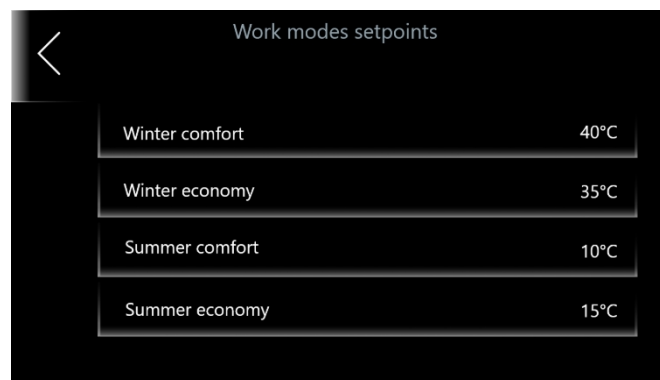 Work modes setpoints
Winter comfort 40°C
Winter economy 35°C
Summer comfort 10°C
Summer economy 15°C